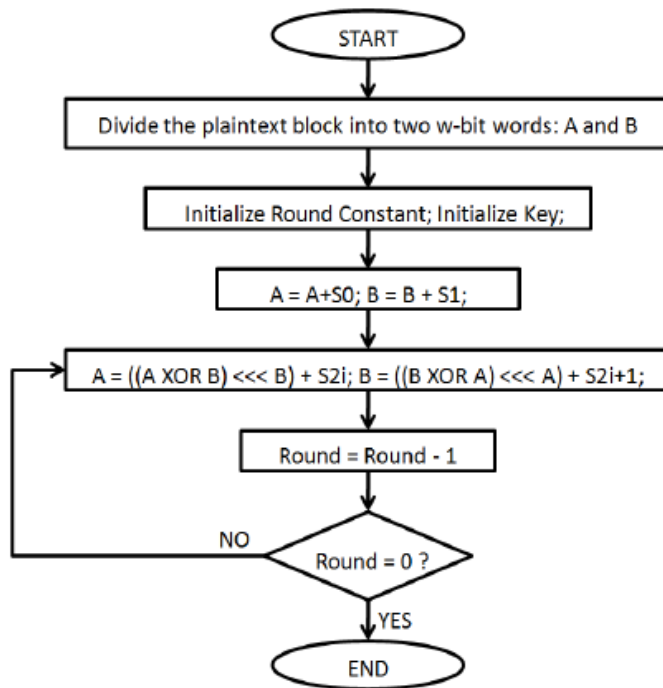 START
Divide the plaintext block into two w-bit words: A and B
Initialize Round Constant; Initialize Key;
A = A+S0; B = B + S1;
A = ((A XOR B) <<< B) + S2i; B = ((B XOR A) <<< A) + S2i+1;
Round = Round - 1
NO
Round = 0 ?
YES
END